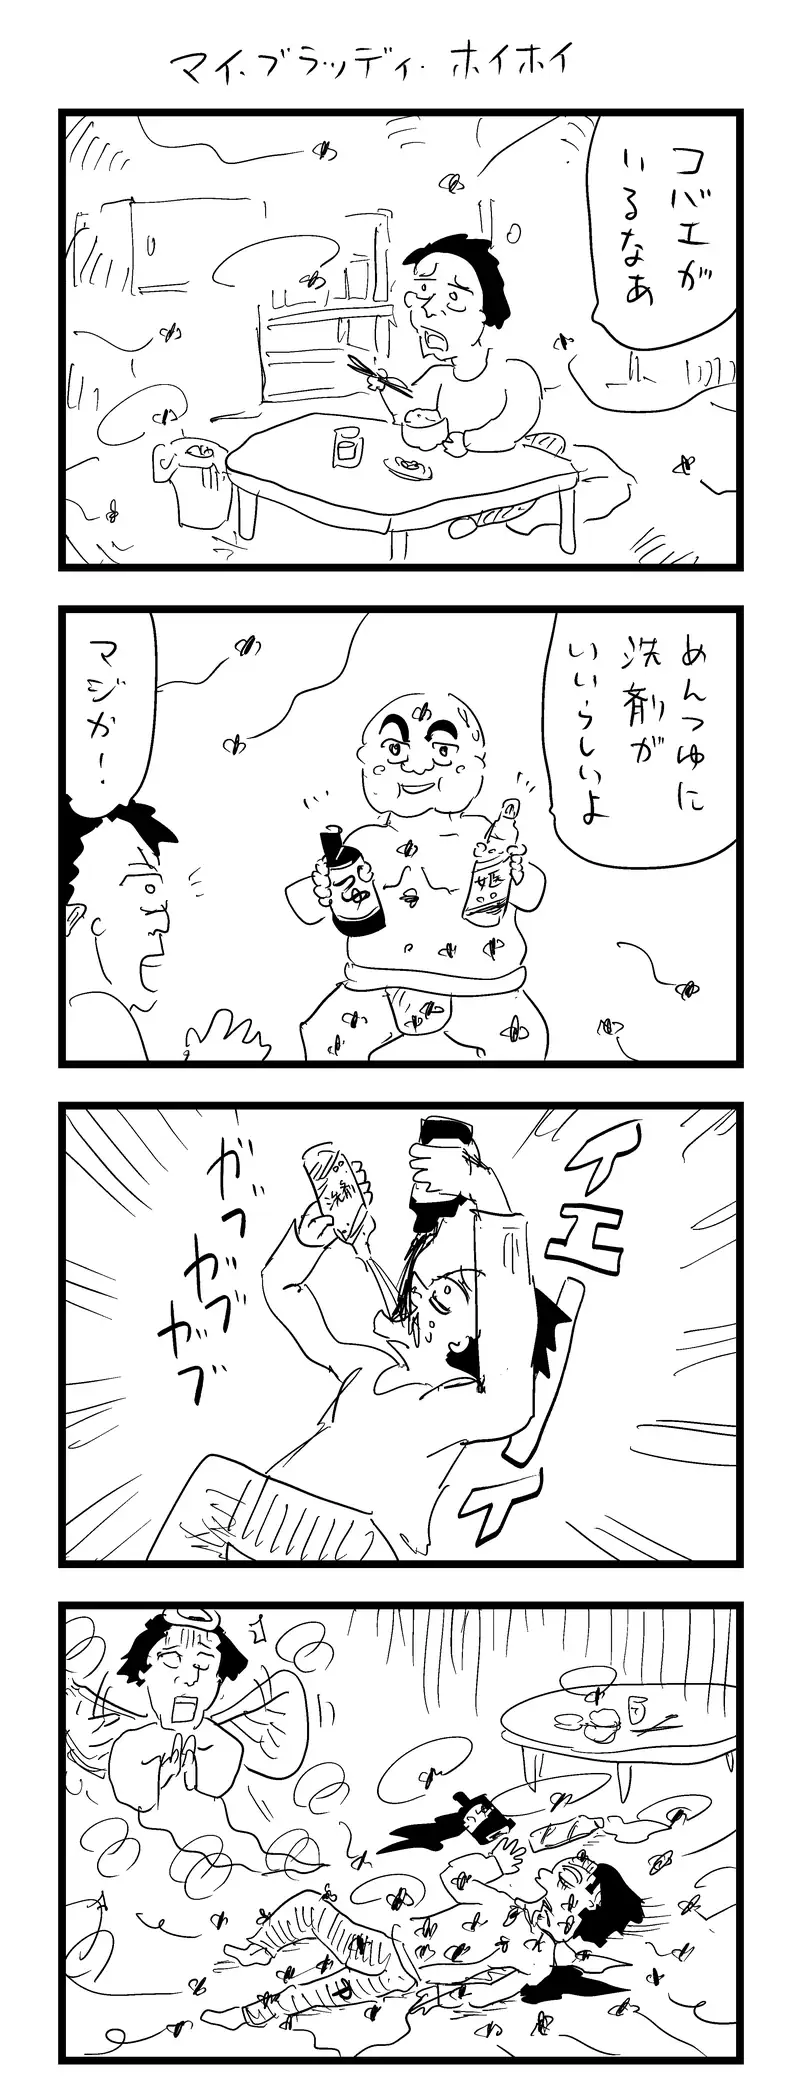 マイ・ブラッディ・ホイホイ
コバエが
いるなぁ
めんつゆに
洗剤が
いいらしいよ
マジか!
つゆ
イエーイ
ガブ
ガブ
ガブ
洗剤